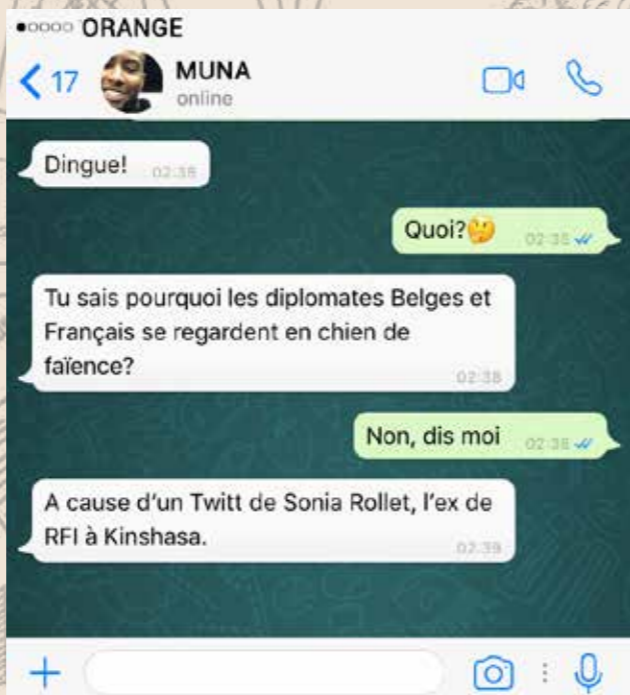 ORANGE
17
MUNA
online
Dingue!
02:38
Quoi?🤔
02:38
Tu sais pourquoi les diplomates Belges et
Français se regardent en chien de
faïence?
02:38
Non, dis moi
02:38
A cause d'un Twitt de Sonia Rollet, l'ex de
RFI à Kinshasa.
02:39